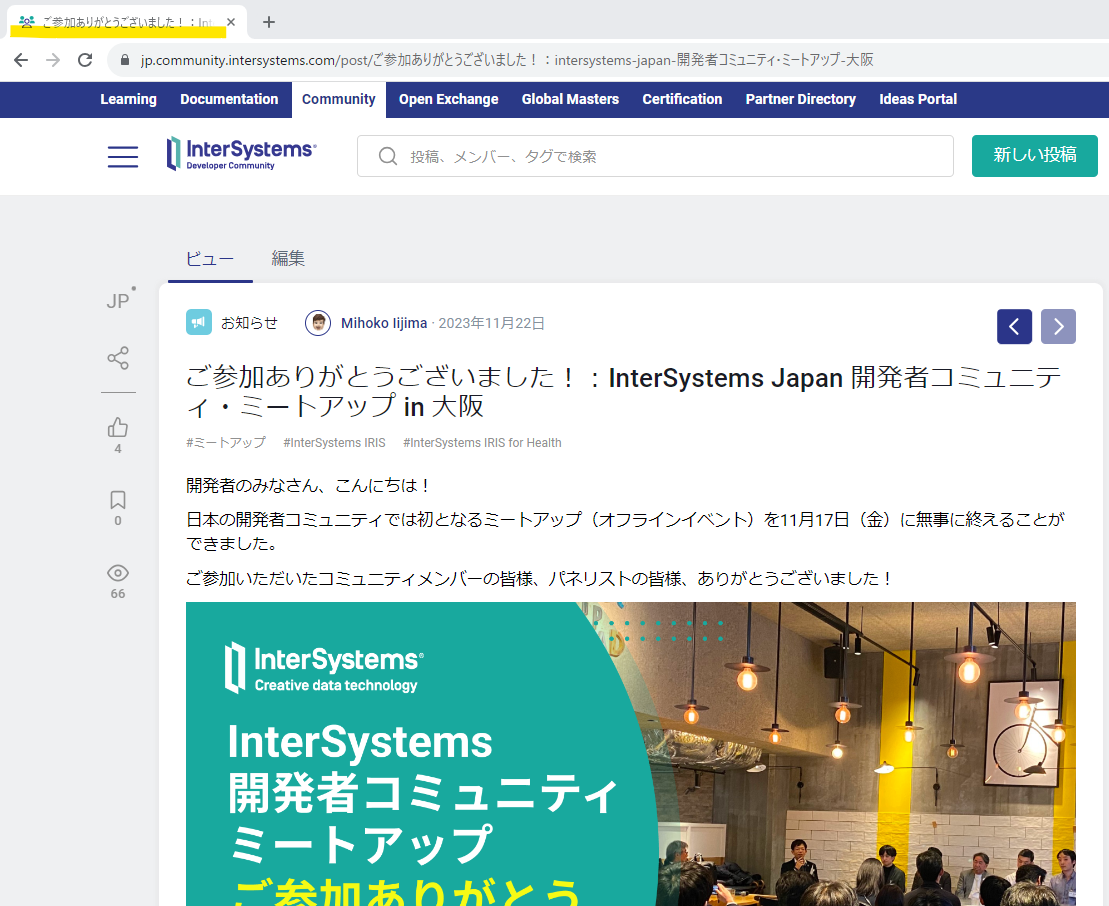 ご参加ありがとうございました！：Int
jp.community.intersystems.com/post/ご参加ありがとうございました！：intersystems-japan-開発者コミュニティ・ミートアップ-大阪
Learning Documentation Community Open Exchange Global Masters Certification Partner Directory Ideas Portal
InterSystems®
Developer Community
投稿、メンバー、タグで検索
新しい投稿
ビュー 編集
JP
お知らせ Mihoko Iijima · 2023年11月22日
ご参加ありがとうございました！：InterSystems Japan 開発者コミュニテ
ィ・ミートアップ in 大阪
#ミートアップ #InterSystems IRIS #InterSystems IRIS for Health
4
開発者のみなさん、こんにちは！
日本の開発者コミュニティでは初となるミートアップ（オフラインイベント）を11月17日（金）に無事に終えることが
できました。
0
ご参加いただいたコミュニティメンバーの皆様、パネリストの皆様、ありがとうございました！
66
InterSystems®
Creative data technology
InterSystems
開発者コミュニティ
ミートアップ
ご参加ありがとう